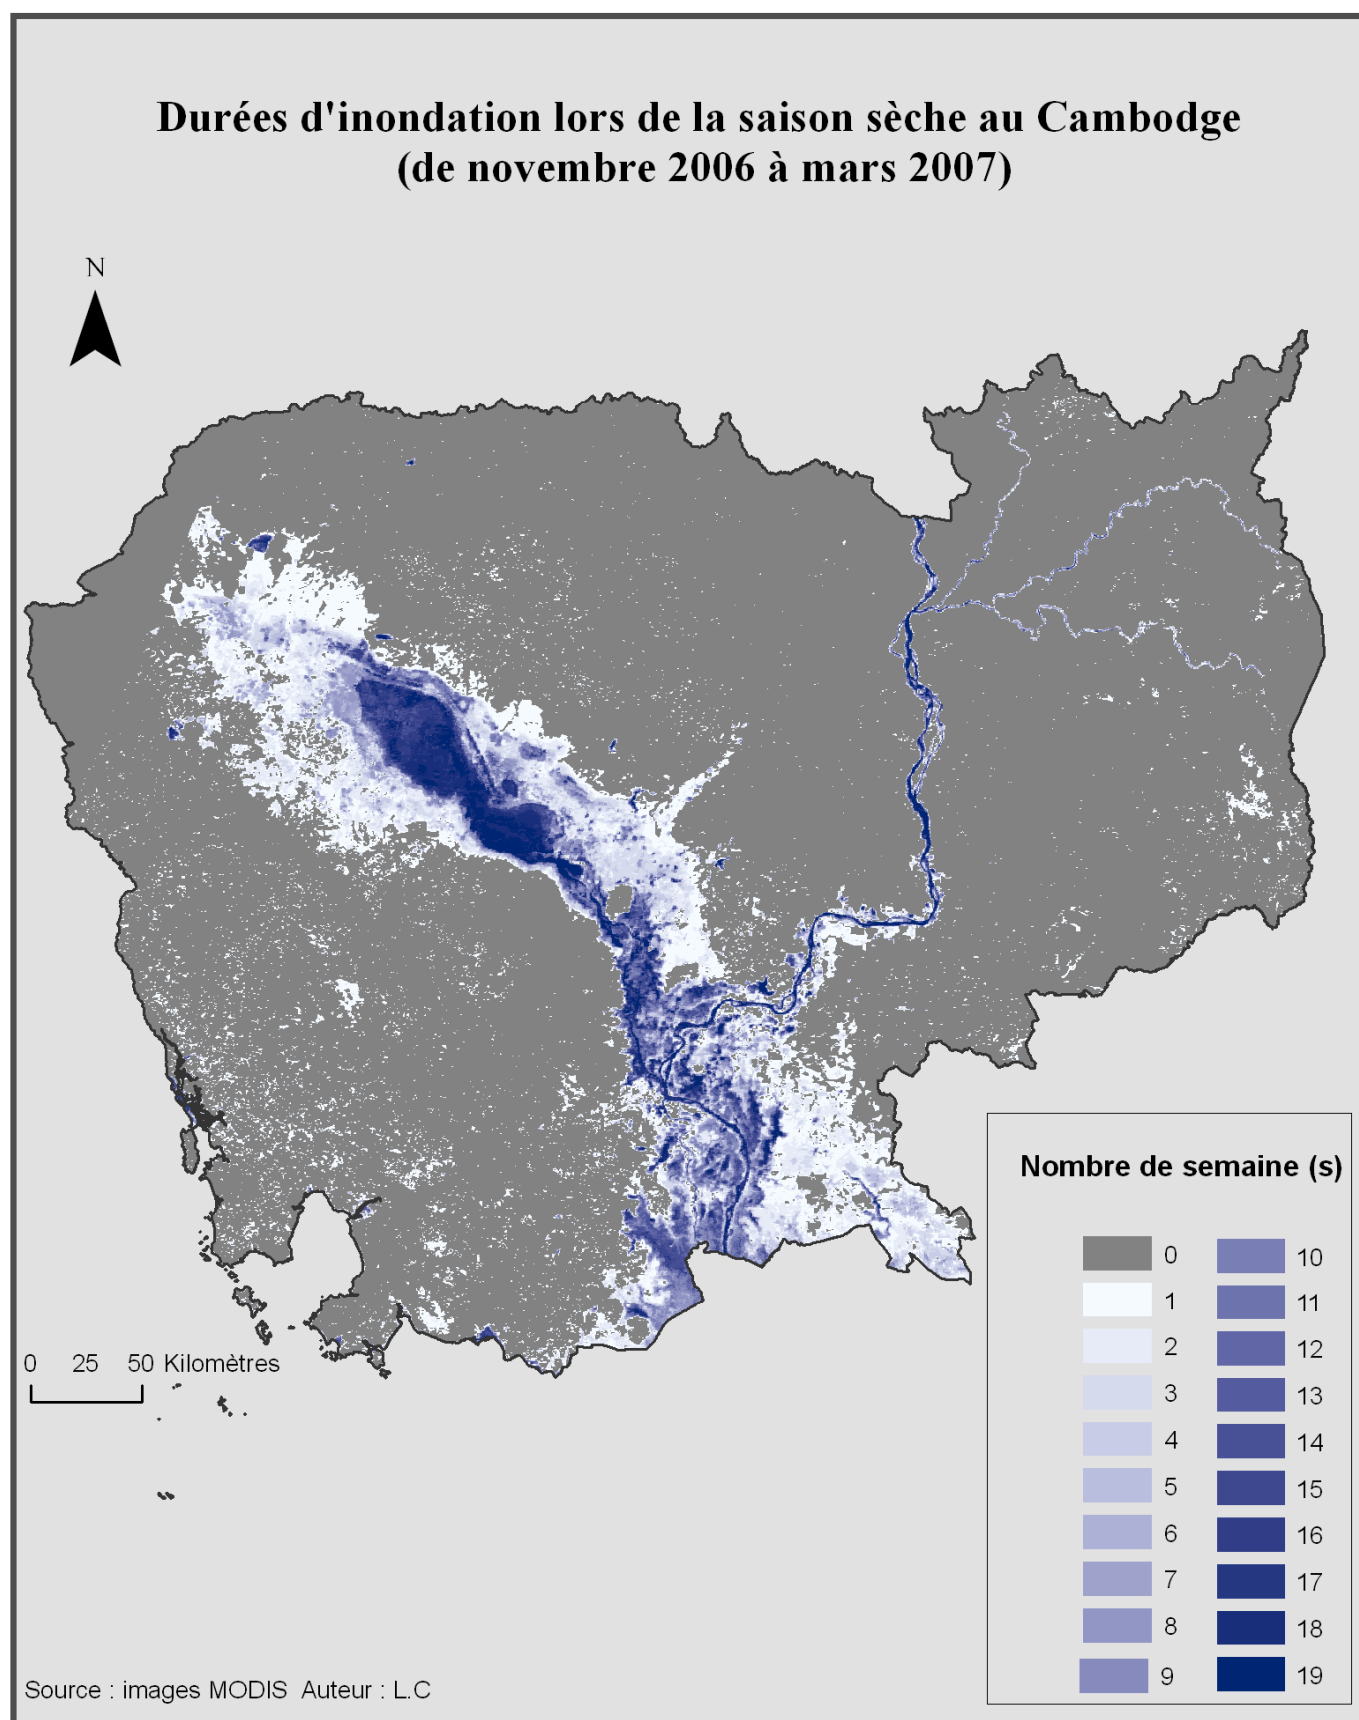 Durées d'inondation lors de la saison sèche au Cambodge
(de novembre 2006 à mars 2007)
N
0 25 50 Kilomètres
Nombre de semaine (s)
0 10
1 11
2 12
3 13
4 14
5 15
6 16
7 17
8 18
9 19
Source : images MODIS Auteur : L.C